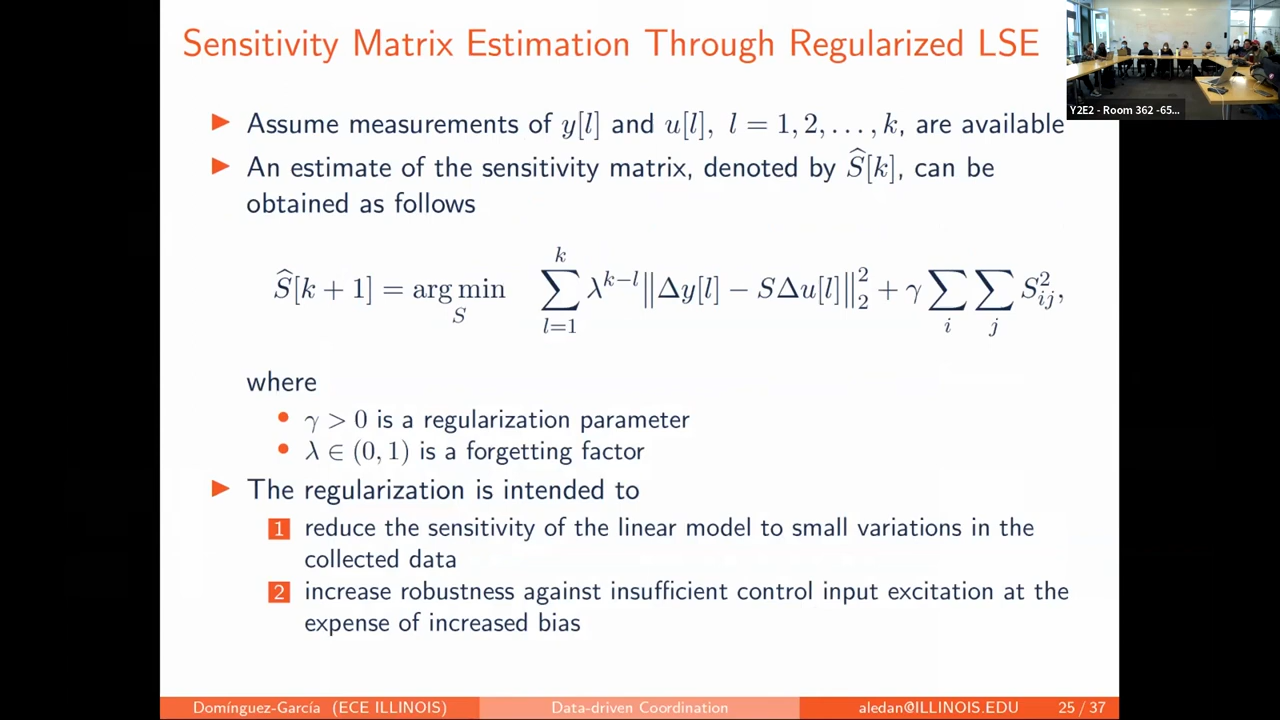 Sensitivity Matrix Estimation Through Regularized LSE
Y2E2 - Room 362 -65...
▶ Assume measurements of y[l] and u[l], l = 1, 2, . . . , k, are available
▶ An estimate of the sensitivity matrix, denoted by Ŝ[k], can be
obtained as follows
Ŝ[k + 1] = arg min_S ∑_{l=1}^{k} λ^{k−l} ‖Δy[l] − SΔu[l]‖_2^2 + γ ∑_i ∑_j S_{ij}^2,
where
• γ > 0 is a regularization parameter
• λ ∈ (0, 1) is a forgetting factor
▶ The regularization is intended to
1 reduce the sensitivity of the linear model to small variations in the
collected data
2 increase robustness against insufficient control input excitation at the
expense of increased bias
Domínguez-García (ECE ILLINOIS) Data-driven Coordination aledan@ILLINOIS.EDU 25 / 37